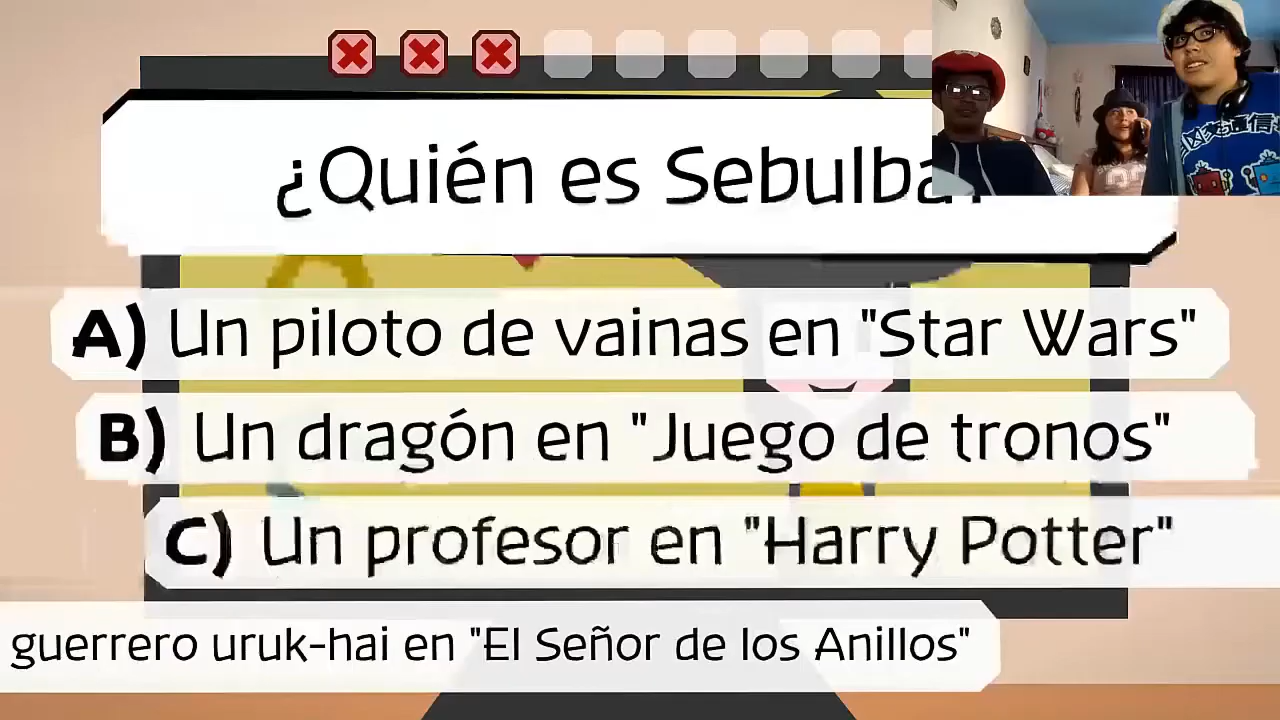 ¿Quién es Sebulba?
A) Un piloto de vainas en "Star Wars"
B) Un dragón en "Juego de tronos"
C) Un profesor en "Harry Potter"
guerrero uruk-hai en "El Señor de los Anillos"